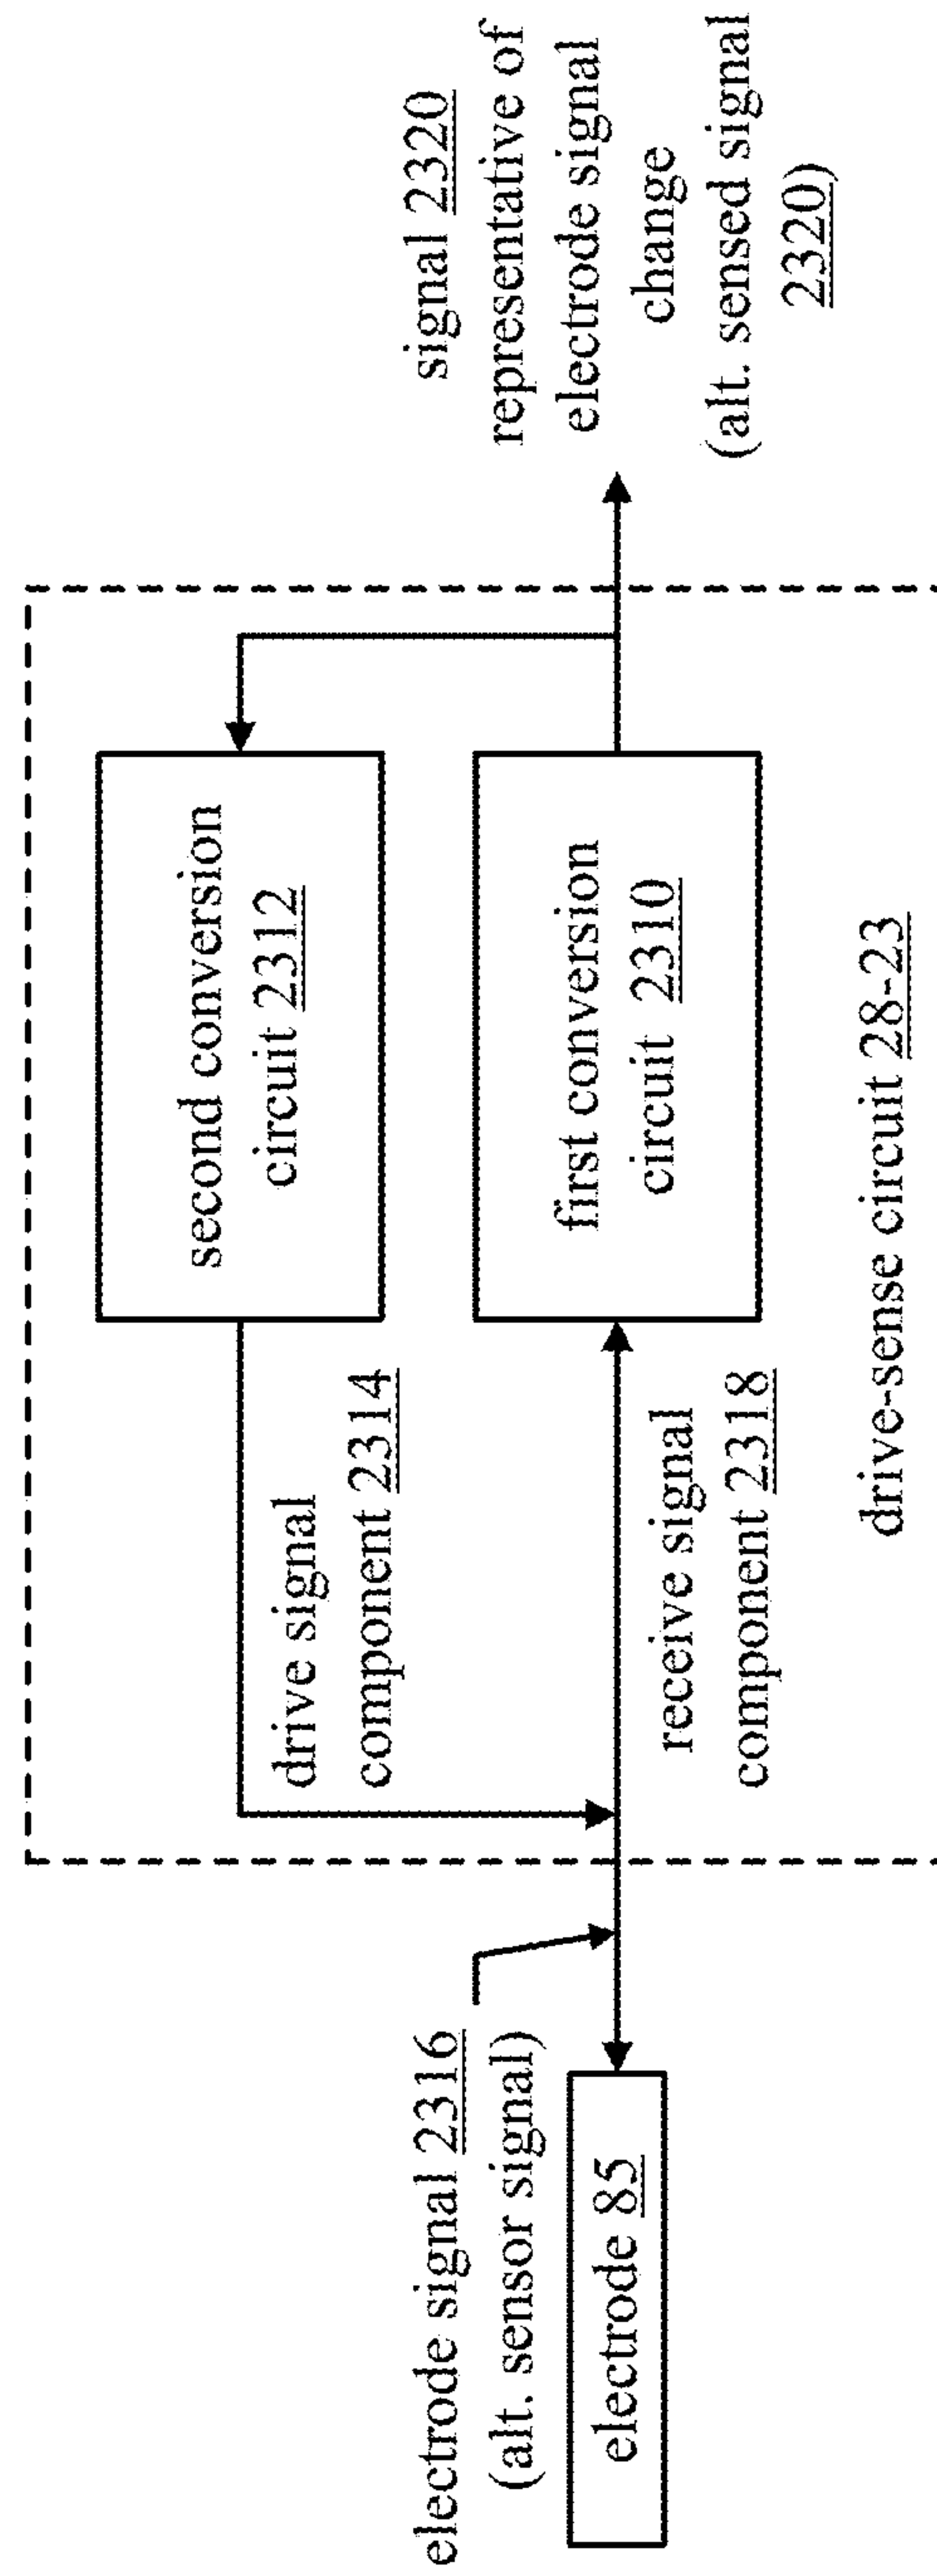 electrode signal 2316
(alt. sensor signal)
electrode 85
drive signal
component 2314
receive signal
component 2318
second conversion
circuit 2312
first conversion
circuit 2310
drive-sense circuit 28-23
signal 2320
representative of
electrode signal
change
(alt. sensed signal
2320)